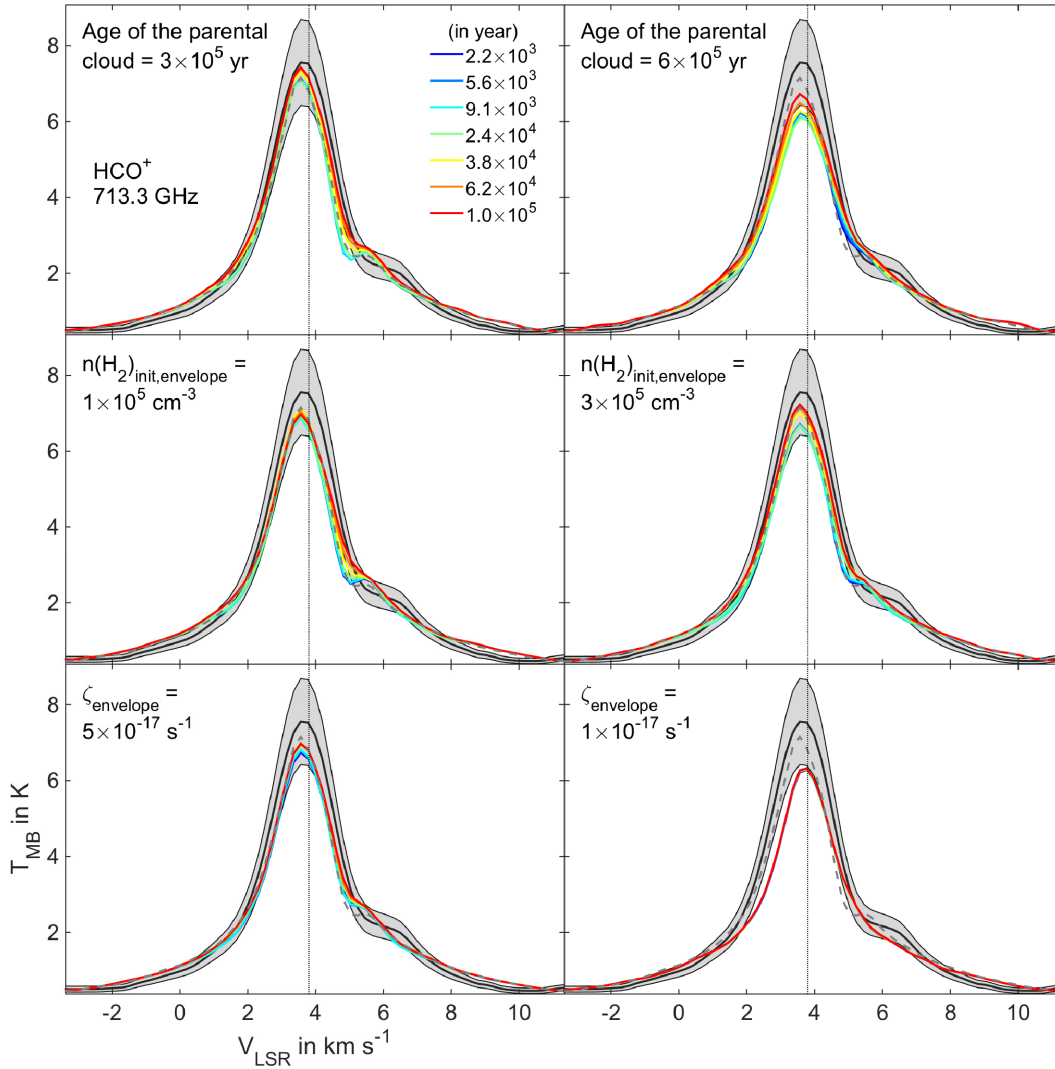 Age of the parental
cloud = 3×10⁵ yr
HCO⁺
713.3 GHz
(in year)
2.2×10³
5.6×10³
9.1×10³
2.4×10⁴
3.8×10⁴
6.2×10⁴
1.0×10⁵
8
6
4
2
Age of the parental
cloud = 6×10⁵ yr
n(H₂)init,envelope =
1×10⁵ cm⁻³
8
6
4
2
n(H₂)init,envelope =
3×10⁵ cm⁻³
ζenvelope =
5×10⁻¹⁷ s⁻¹
8
6
4
2
ζenvelope =
1×10⁻¹⁷ s⁻¹
TMB in K
-2 0 2 4 6 8 10
-2 0 2 4 6 8 10
VLSR in km s⁻¹